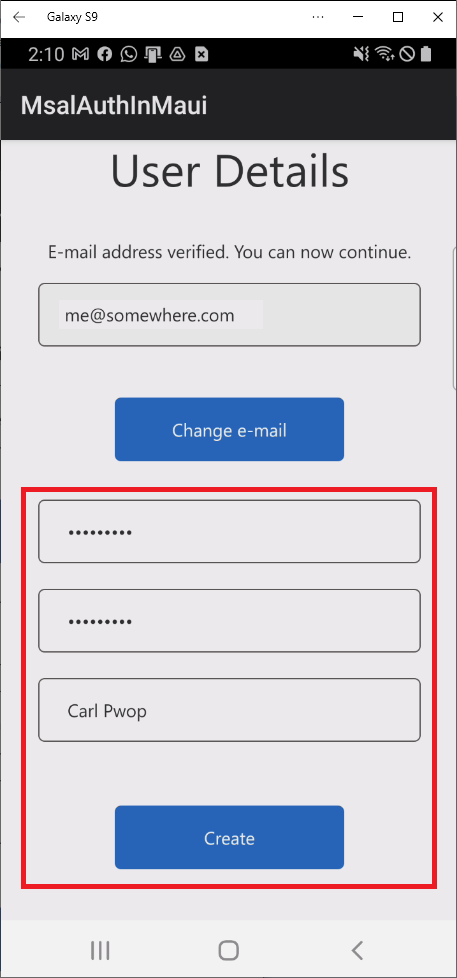 Galaxy S9
2:10
MsalAuthInMaui
User Details
E-mail address verified. You can now continue.
me@somewhere.com
Change e-mail
•••••••••
•••••••••
Carl Pwop
Create